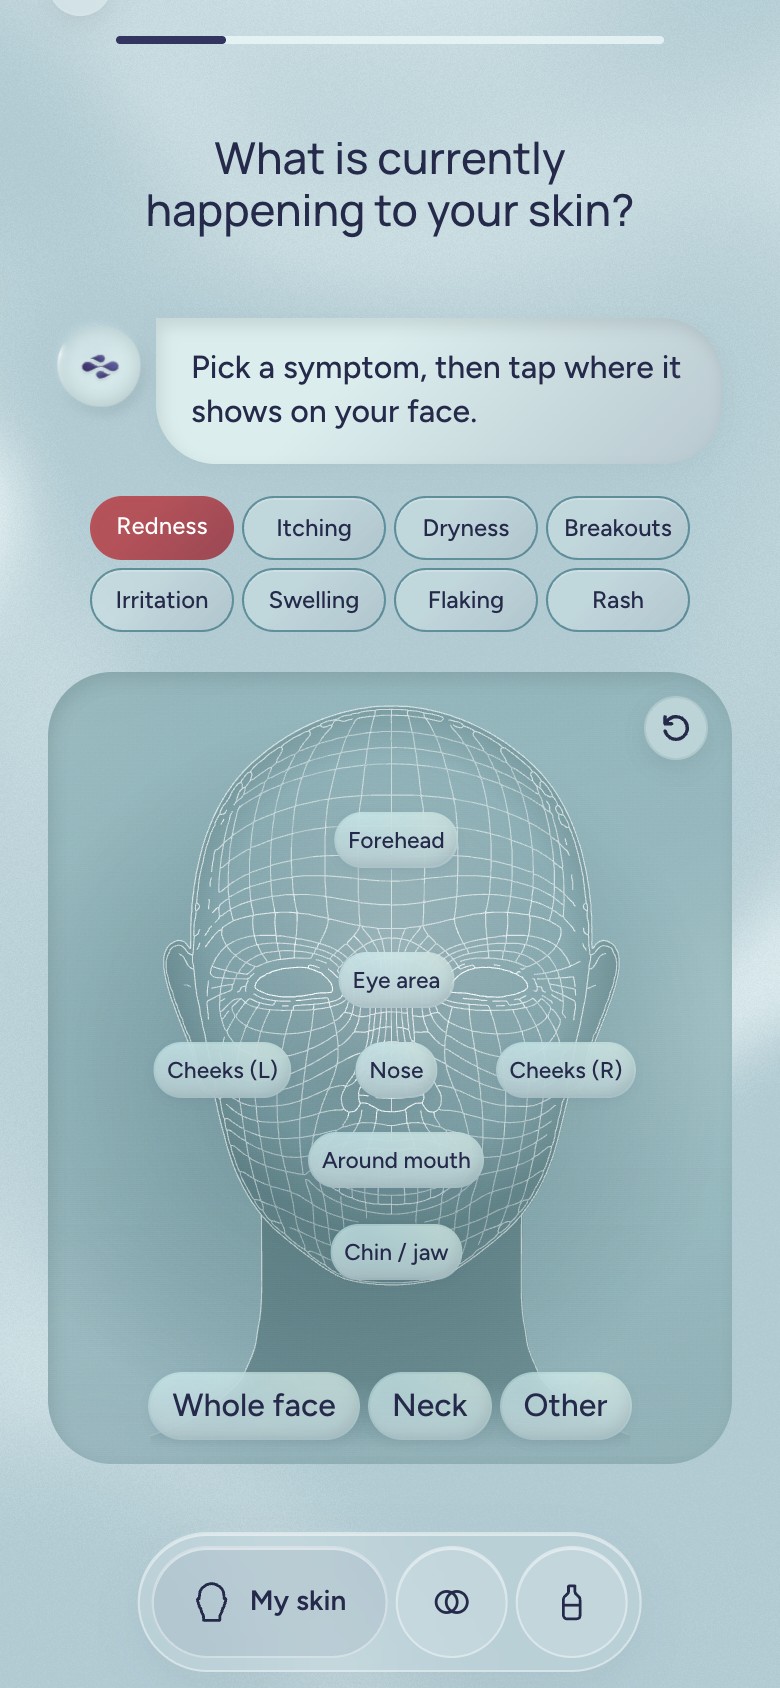 What is currently
happening to your skin?
Pick a symptom, then tap where it
shows on your face.
Redness
Itching
Dryness
Breakouts
Irritation
Swelling
Flaking
Rash
Forehead
Eye area
Cheeks (L)
Nose
Cheeks (R)
Around mouth
Chin / jaw
Whole face
Neck
Other
My skin